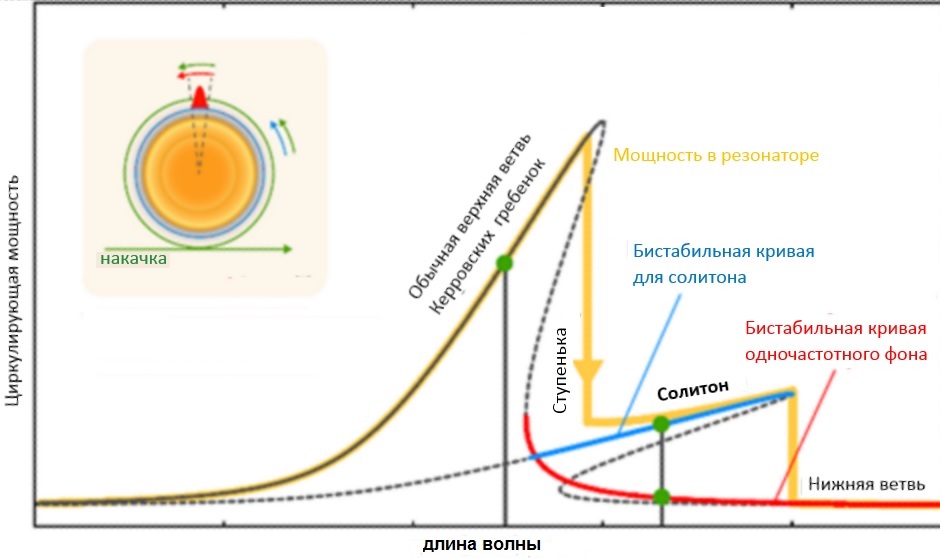 накачка
Циркулирующая мощность
Обычная верхняя ветвь
Керровских гребенок
Мощность в резонаторе
Бистабильная кривая
для солитона
Бистабильная кривая
одночастотного фона
Ступенька
Солитон
Нижняя ветвь
длина волны